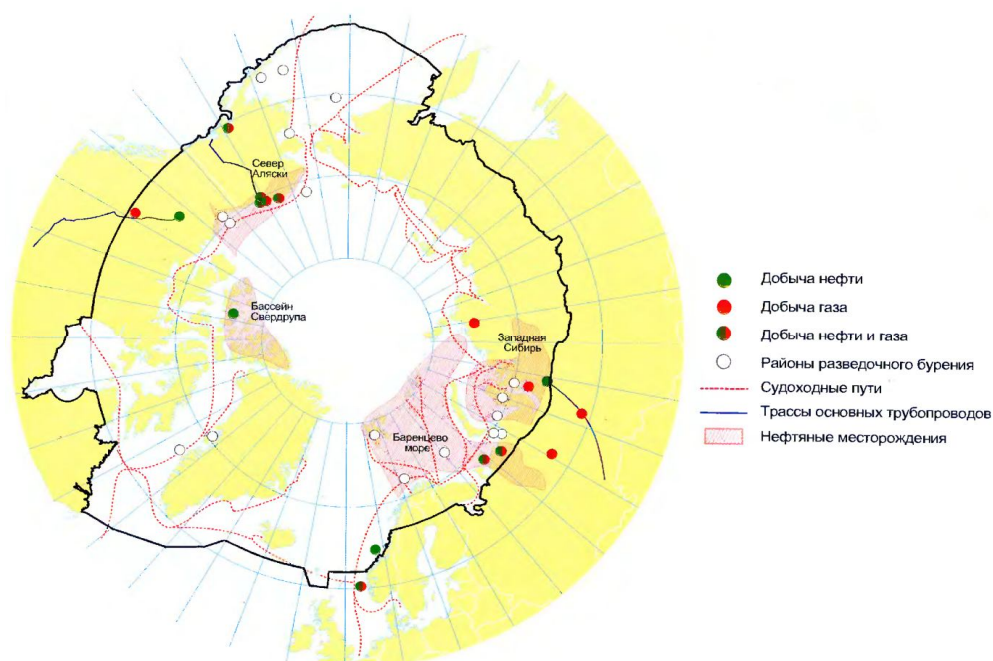 Север
Аляски
Бассейн
Свердрупа
Западная
Сибирь
Баренцево
море
Добыча нефти
Добыча газа
Добыча нефти и газа
Районы разведочного бурения
Судоходные пути
Трассы основных трубопроводов
Нефтяные месторождения